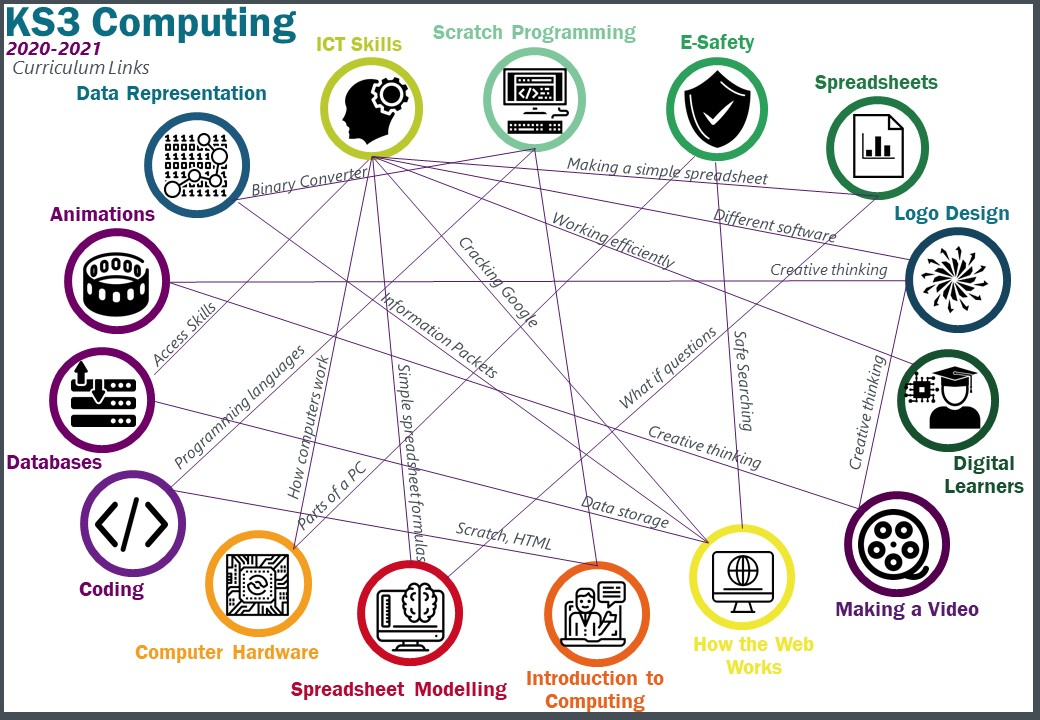 KS3 Computing
2020-2021
Curriculum Links
ICT Skills
Scratch Programming
E-Safety
Spreadsheets
Data Representation
Logo Design
Animations
Databases
Digital
Learners
Coding
Making a Video
Computer Hardware
How the Web
Works
Spreadsheet Modelling
Introduction to
Computing
Binary Converter
Making a simple spreadsheet
Different software
Working efficiently
Creative thinking
Cracking Google
Access Skills
Information Packets
Programming languages
How computers work
Simple spreadsheet formulas
What if questions
Safe Searching
Creative thinking
Creative thinking
Parts of a PC
Data storage
Scratch, HTML